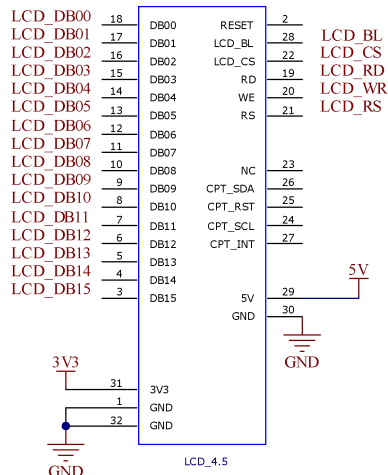 LCD_DB00 18 DB00 RESET 2
LCD_DB01 17 DB01 LCD_BL 28 LCD_BL
LCD_DB02 16 DB02 LCD_CS 22 LCD_CS
LCD_DB03 15 DB03 RD 19 LCD_RD
LCD_DB04 14 DB04 WE 20 LCD_WR
LCD_DB05 13 DB05 RS 21 LCD_RS
LCD_DB06 12 DB06
LCD_DB07 11 DB07
LCD_DB08 10 DB08 NC 23
LCD_DB09 9 DB09 CPT_SDA 26
LCD_DB10 8 DB10 CPT_RST 25
LCD_DB11 7 DB11 CPT_SCL 24
LCD_DB12 6 DB12 CPT_INT 27
LCD_DB13 5 DB13
LCD_DB14 4 DB14 5V
LCD_DB15 3 DB15 5V 29
GND 30
GND
3V3 31 3V3
1 GND
32 GND
GND
LCD_4.5